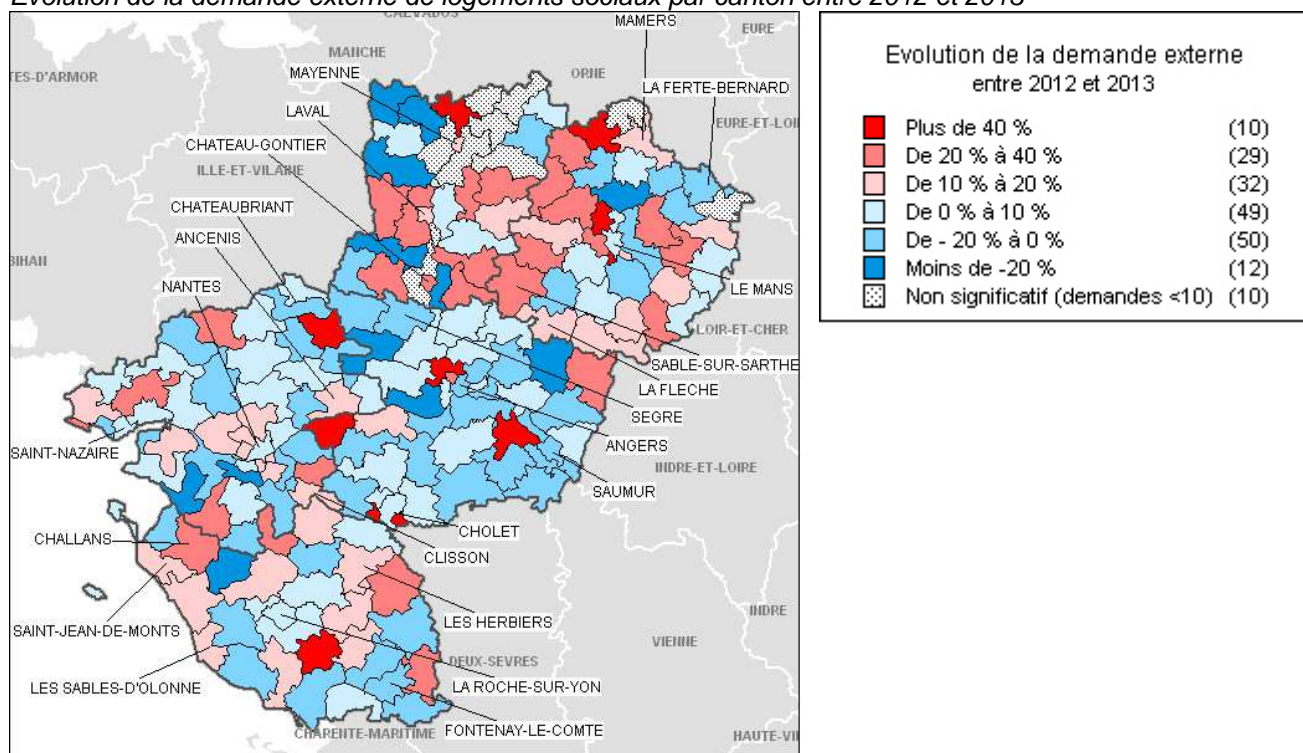 Evolution de la demande externe de logements sociaux par canton entre 2012 et 2013
CALVADOS
MAMERS
EURE
MANCHE
TES-D'ARMOR
MAYENNE
ORNE
LA FERTE-BERNARD
LAVAL
EURE-ET-LOI
CHATEAU-GONTIER
ILLE-ET-VILAINE
CHATEAUBRIANT
ANCENIS
BIHAN
NANTES
LE MANS
LOIR-ET-CHER
SABLE-SUR-SARTHE
LA FLECHE
SEGRE
ANGERS
SAINT-NAZAIRE
INDRE-ET-LOIRE
SAUMUR
CHOLET
CHALLANS
CLISSON
INDRE
LES HERBIERS
SAINT-JEAN-DE-MONTS
VIENNE
DEUX-SEVRES
LES SABLES-D'OLONNE
LA ROCHE-SUR-YON
CHARENTE-MARITIME
FONTENAY-LE-COMTE
HAUTE-VI
Evolution de la demande externe
entre 2012 et 2013
Plus de 40 % (10)
De 20 % à 40 % (29)
De 10 % à 20 % (32)
De 0 % à 10 % (49)
De - 20 % à 0 % (50)
Moins de -20 % (12)
Non significatif (demandes <10) (10)